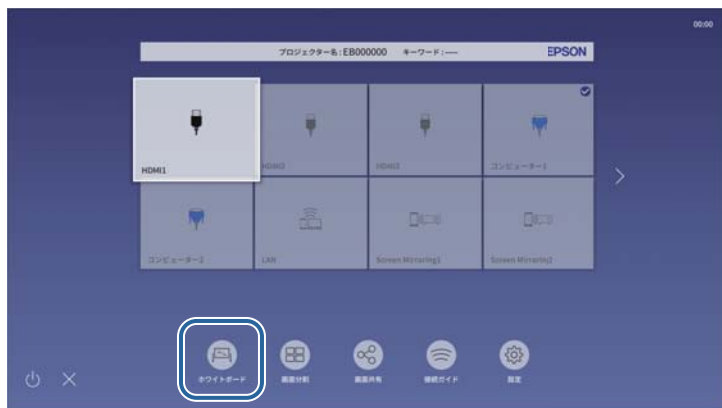 00:00
プロジェクター名:EB000000 キーワード:---- EPSON
HDMI1 HDMI2 HDMI3 コンピューター1
コンピューター2 LAN Screen Mirroring1 Screen Mirroring2
ホワイトボード 画面分割 画面共有 接続ガイド 設定